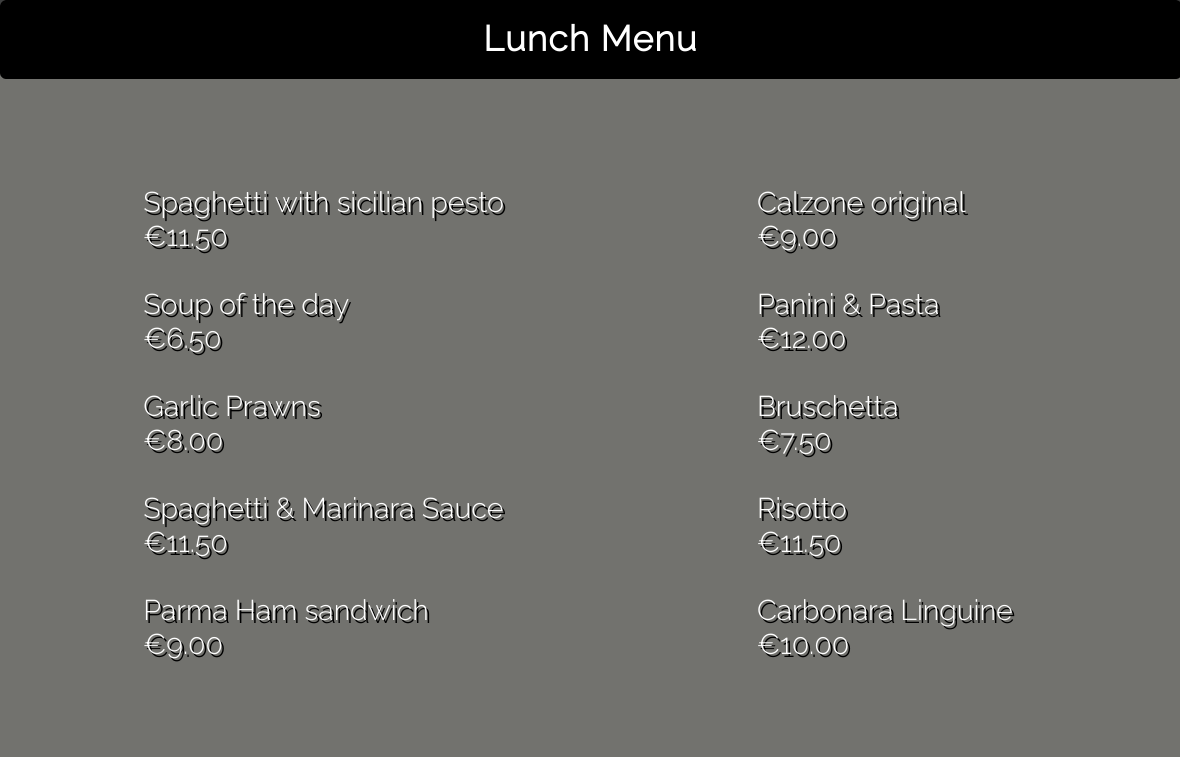 Lunch Menu
Spaghetti with sicilian pesto
€11.50
Soup of the day
€6.50
Garlic Prawns
€8.00
Spaghetti & Marinara Sauce
€11.50
Parma Ham sandwich
€9.00
Calzone original
€9.00
Panini & Pasta
€12.00
Bruschetta
€7.50
Risotto
€11.50
Carbonara Linguine
€10.00